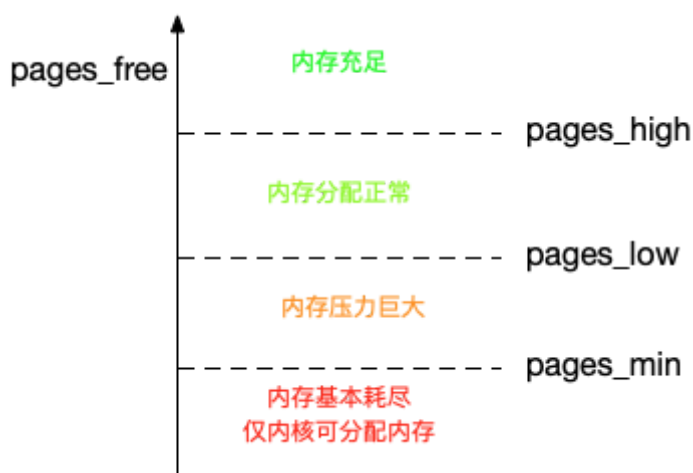 内存充足
pages_free
pages_high
内存分配正常
pages_low
内存压力巨大
pages_min
内存基本耗尽
仅内核可分配内存